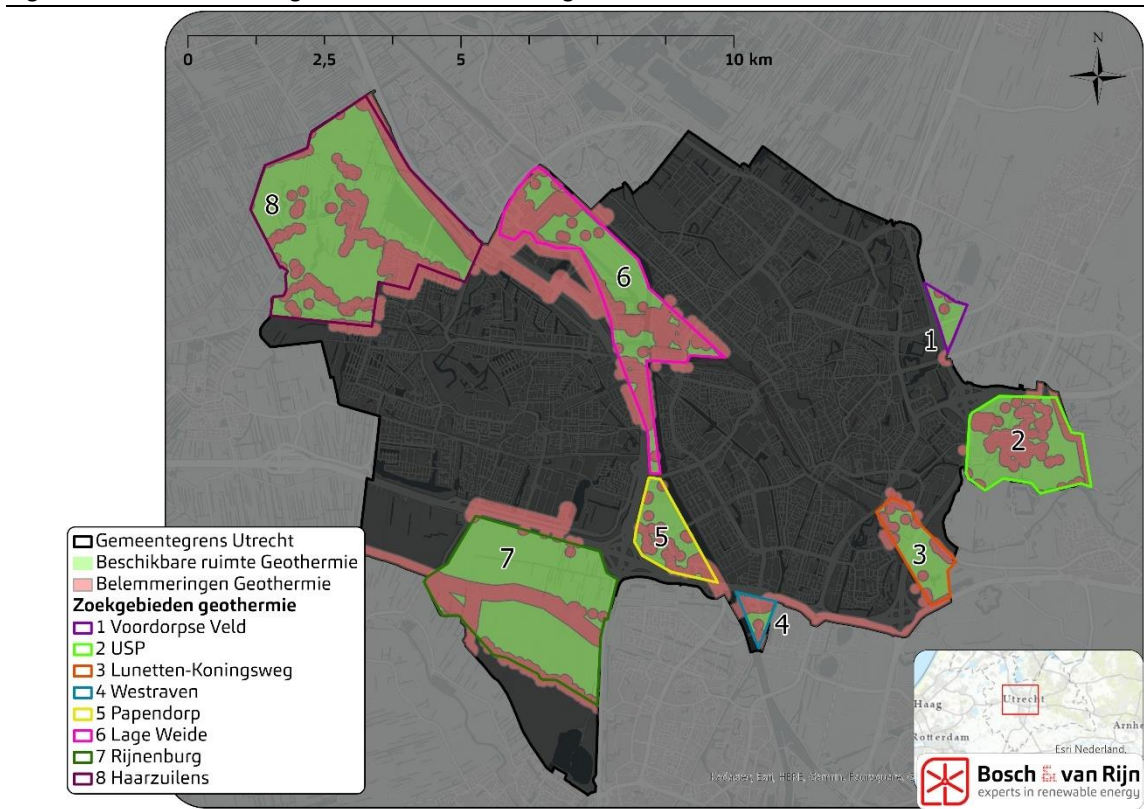 0 2,5 5 10 km
N
8
6
1
2
7
5
3
4
Gemeentegrens Utrecht
Beschikbare ruimte Geothermie
Belemmeringen Geothermie
Zoekgebieden geothermie
1 Voordorpse Veld
2 USP
3 Lunetten-Koningsweg
4 Westraven
5 Papendorp
6 Lage Weide
7 Rijnenburg
8 Haarzuilens
Haag
Utrecht
Rotterdam
Arnhe
Esri Nederland,
Bosch & van Rijn
experts in renewable energy